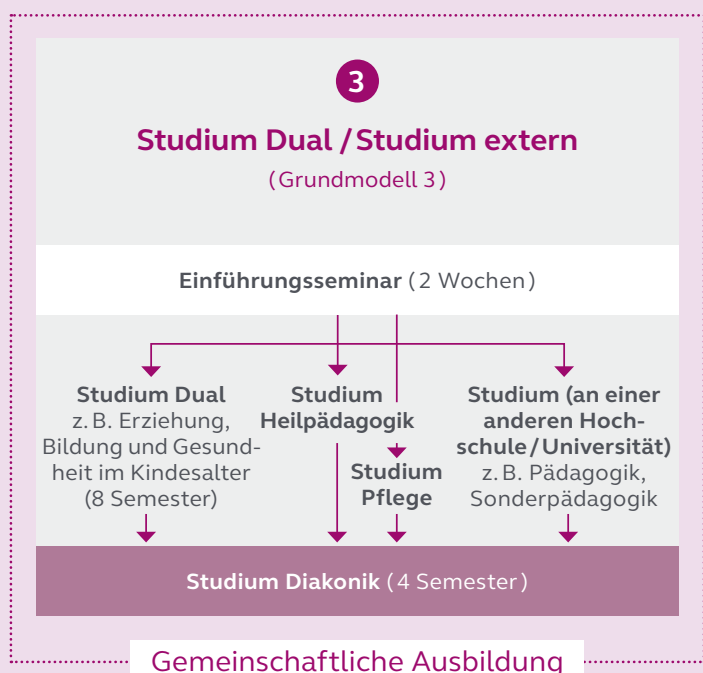 3
Studium Dual / Studium extern
(Grundmodell 3)
Einführungsseminar (2 Wochen)
Studium Dual
z. B. Erziehung,
Bildung und Gesund-
heit im Kindesalter
(8 Semester)
Studium
Heilpädagogik
Studium
Pflege
Studium (an einer
anderen Hoch-
schule / Universität)
z. B. Pädagogik,
Sonderpädagogik
Studium Diakonik (4 Semester)
Gemeinschaftliche Ausbildung